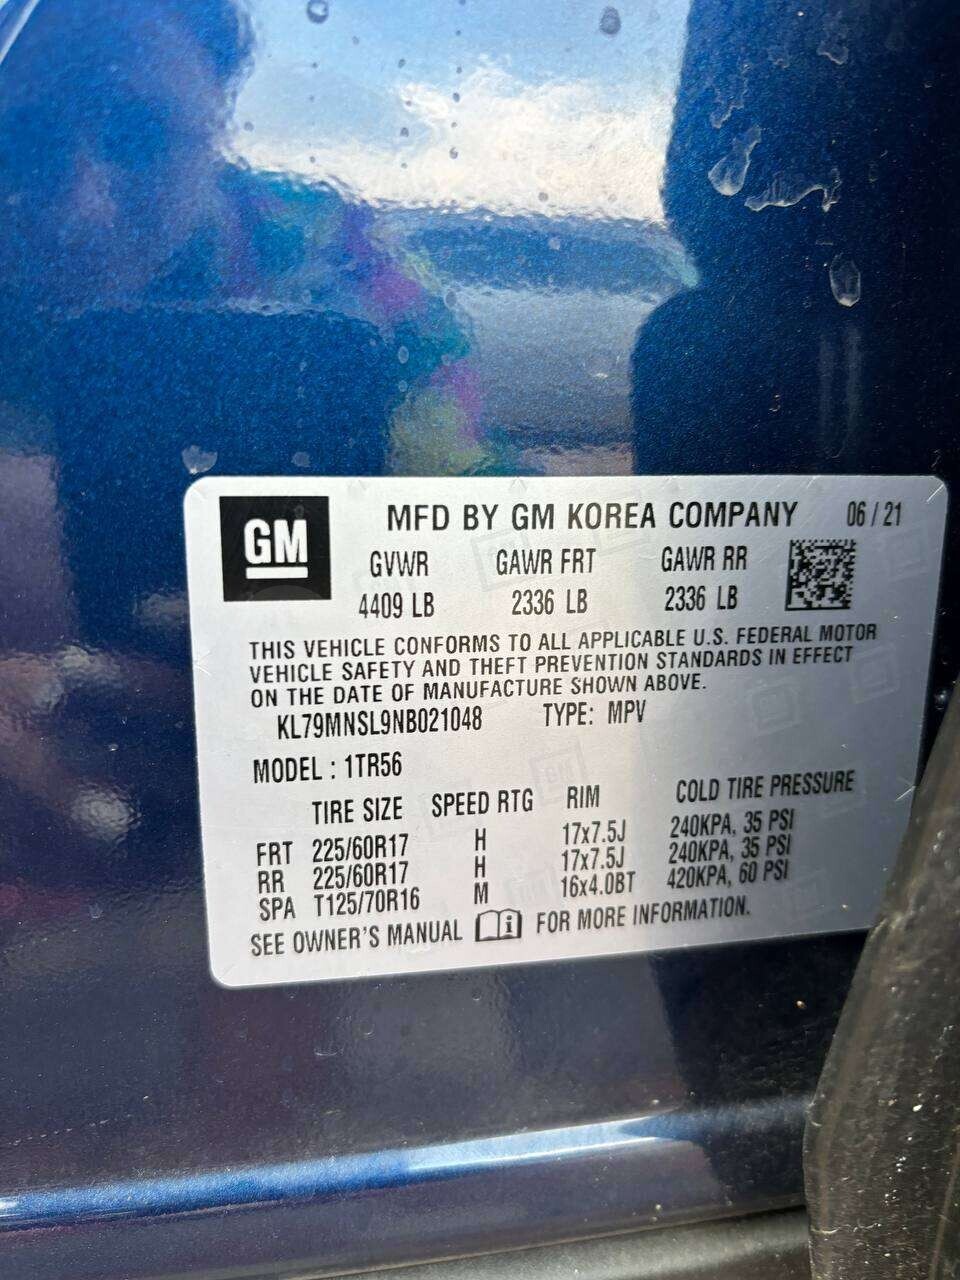 GM
MFD BY GM KOREA COMPANY 06/21
GVWR GAWR FRT GAWR RR
4409 LB 2336 LB 2336 LB
THIS VEHICLE CONFORMS TO ALL APPLICABLE U.S. FEDERAL MOTOR
VEHICLE SAFETY AND THEFT PREVENTION STANDARDS IN EFFECT
ON THE DATE OF MANUFACTURE SHOWN ABOVE.
KL79MNSL9NB021048 TYPE: MPV
MODEL : 1TR56
TIRE SIZE SPEED RTG RIM COLD TIRE PRESSURE
FRT 225/60R17 H 17x7.5J 240KPA, 35 PSI
RR 225/60R17 H 17x7.5J 240KPA, 35 PSI
SPA T125/70R16 M 16x4.0BT 420KPA, 60 PSI
SEE OWNER'S MANUAL FOR MORE INFORMATION.